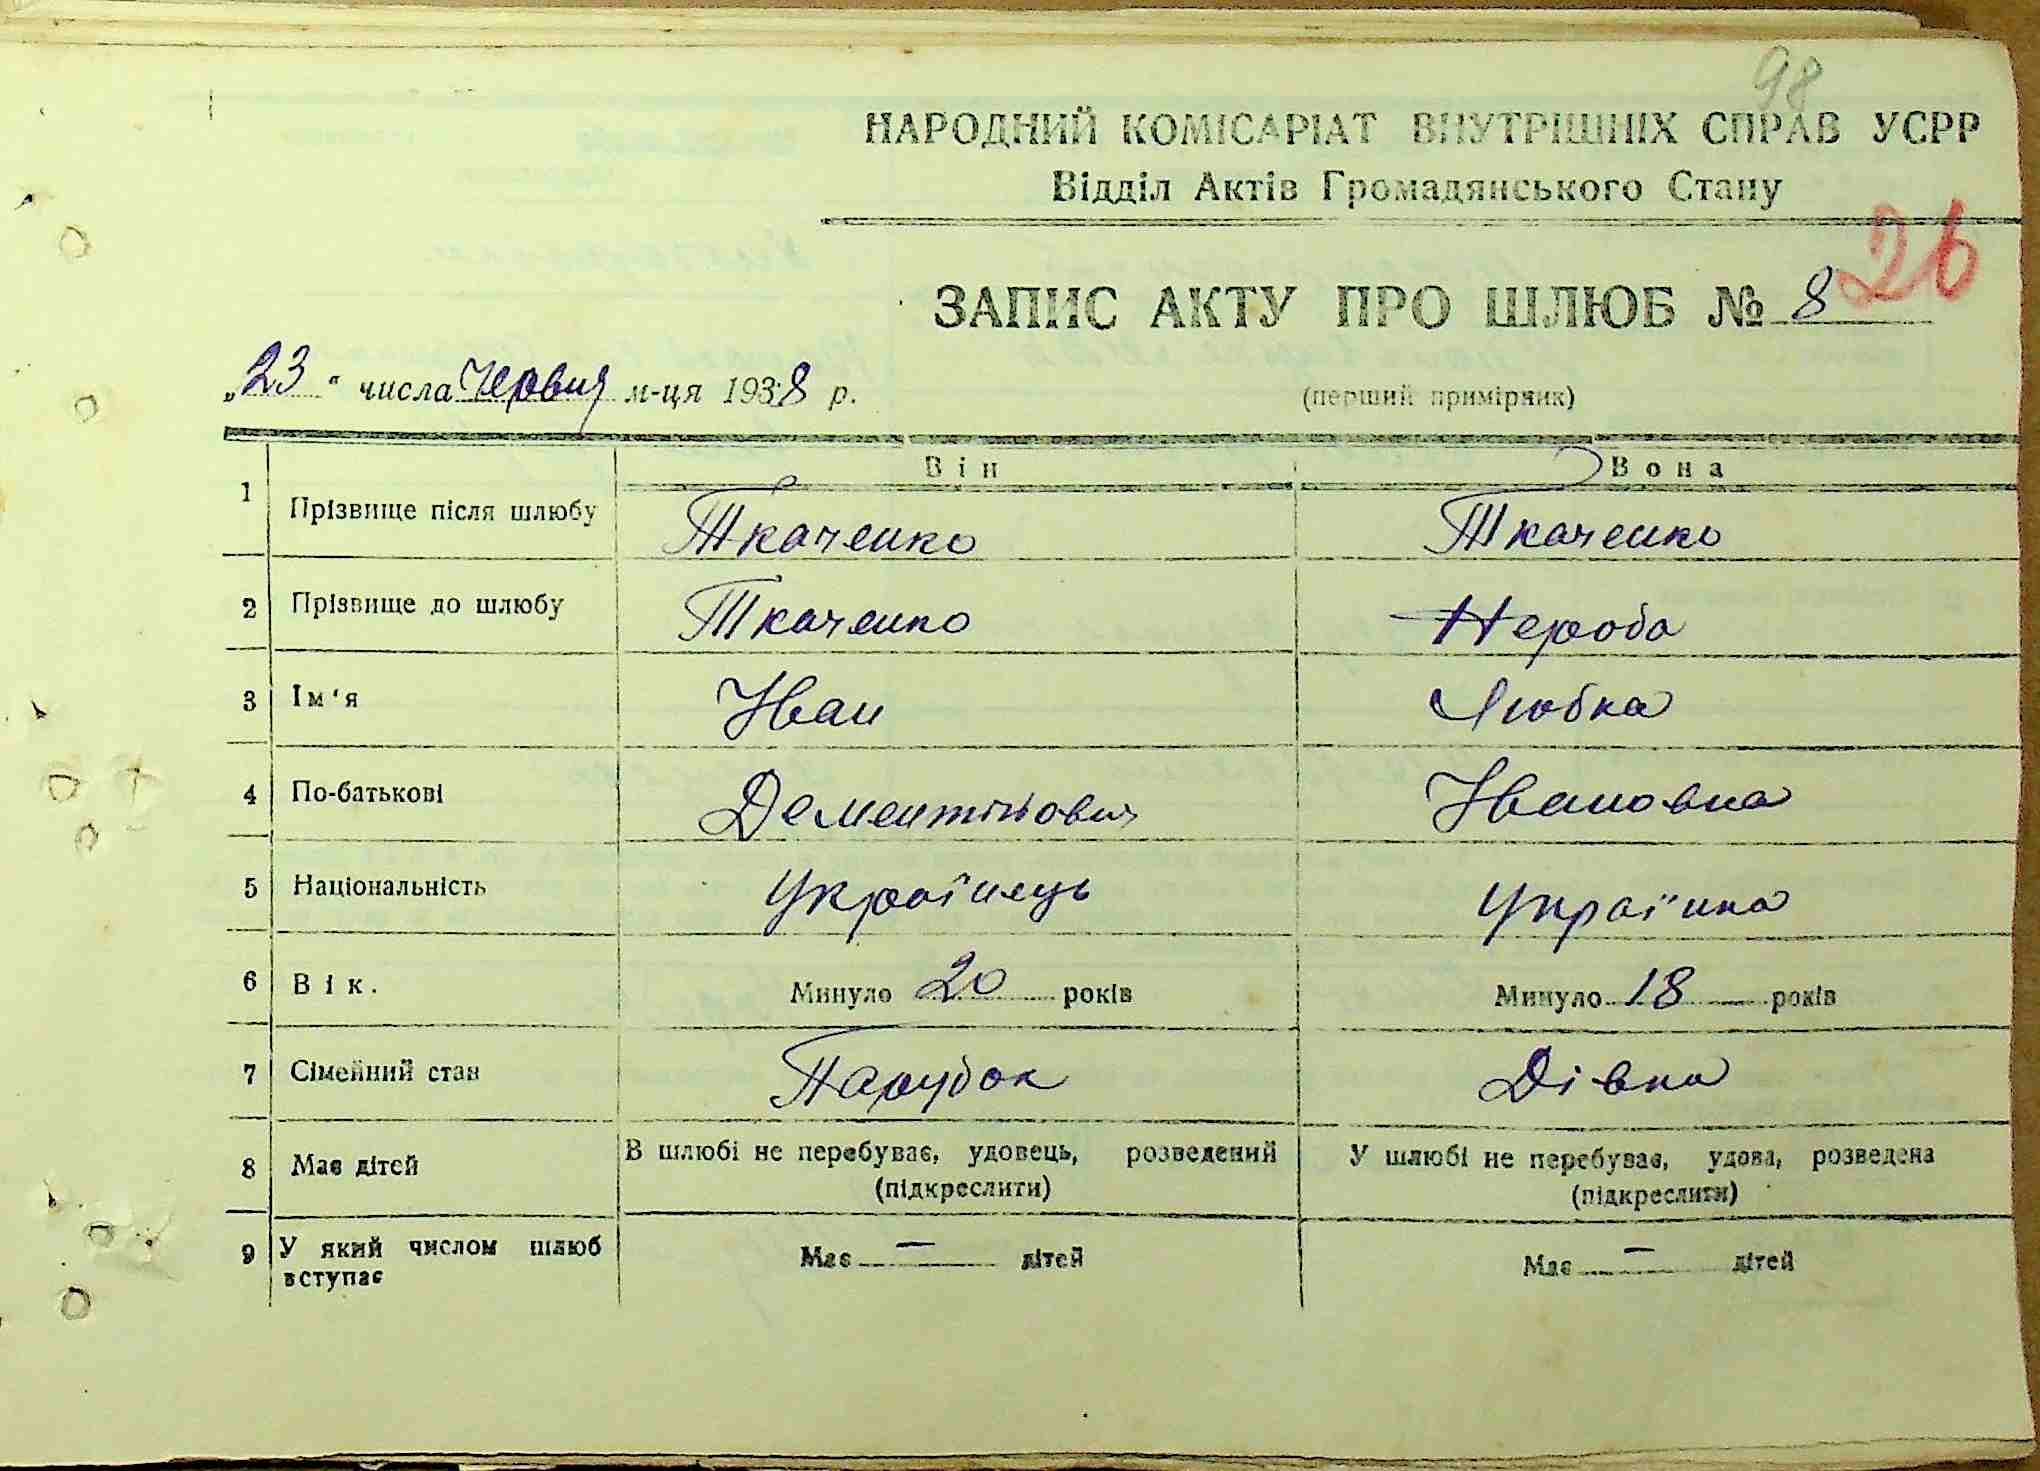 98
НАРОДНИЙ КОМІСАРІАТ ВНУТРІШНІХ СПРАВ УСРР
Відділ Актів Громадянського Стану
26
ЗАПИС АКТУ ПРО ШЛЮБ № 8
„23" числа Червня м-ця 1938 р.
(перший примірник)
Він Вона
1 Прізвище після шлюбу Ткаченко Ткаченко
2 Прізвище до шлюбу Ткаченко Нероба
3 Ім'я Иван Любка
4 По-батькові Дементійович Ивановна
5 Національність Українець Українка
6 Вік. Минуло 20 років Минуло 18 років
7 Сімейний стан Парубок Дівка
8 Має дітей В шлюбі не перебуває, удовець, розведений У шлюбі не перебуває, удова, розведена
(підкреслити) (підкреслити)
9 У який числом шлюб Має — дітей Має — дітей
вступає